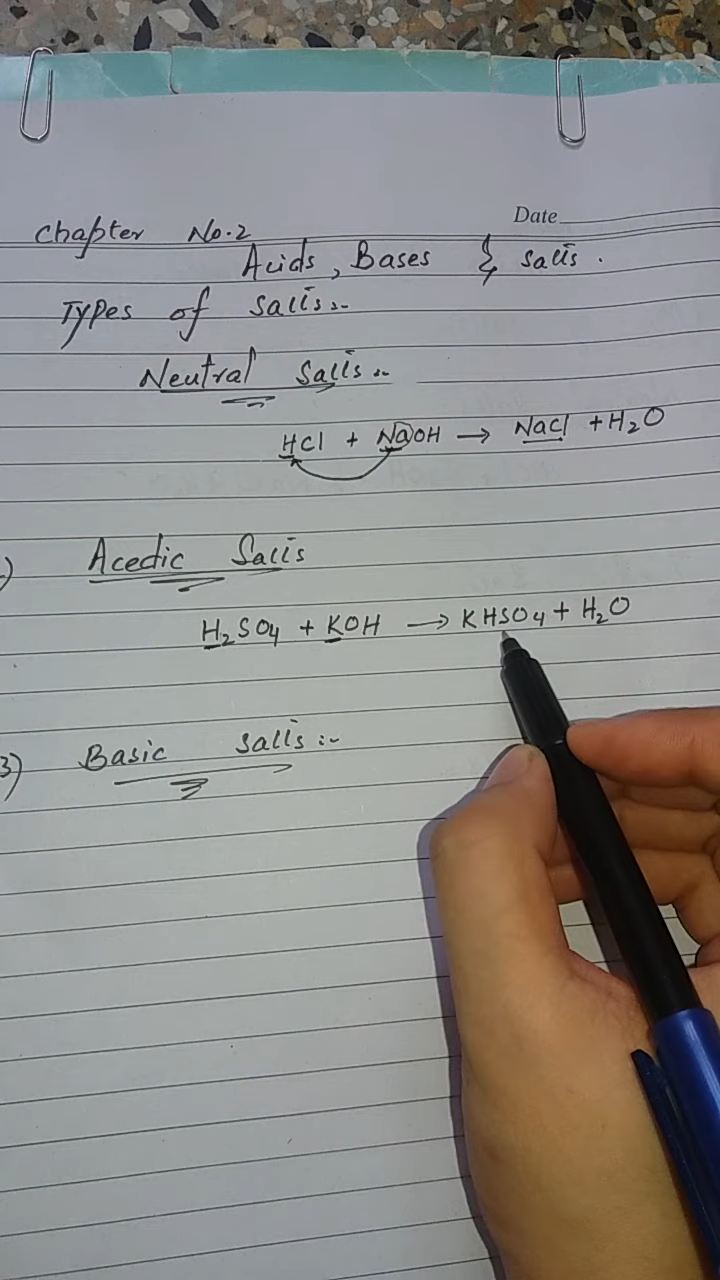 Date
Chapter No.2
Acids, Bases & Salts.
Types of Salts:-
Neutral Salts:-
HCl + NaOH → NaCl + H₂O
) Acedic Salts
H₂SO₄ + KOH → KHSO₄ + H₂O
3) Basic Salts:-